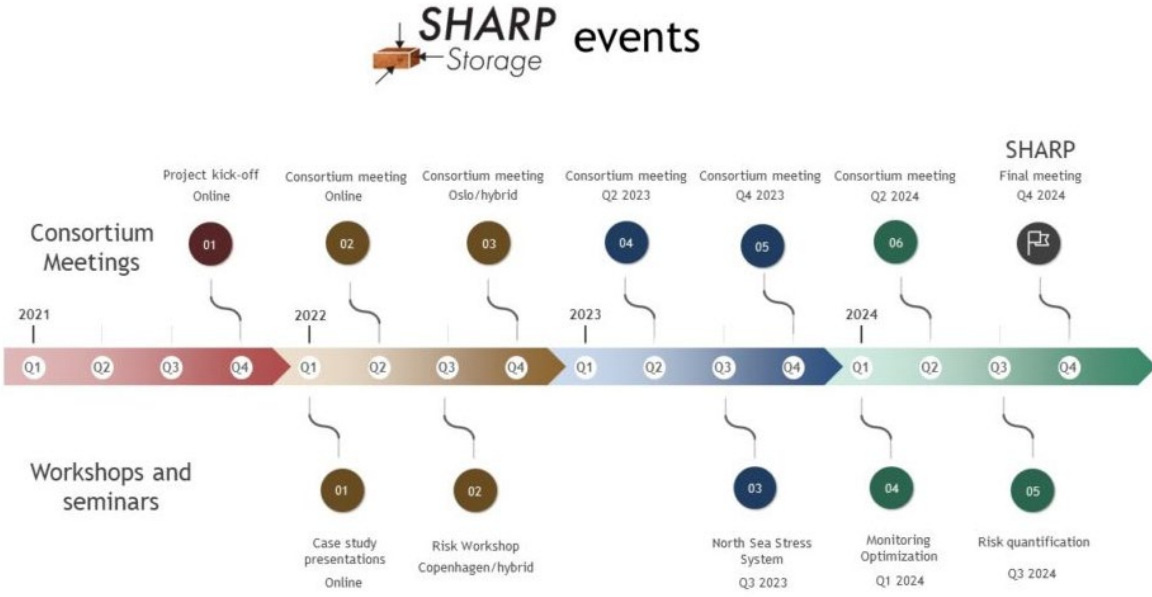 SHARP
Storage
events
SHARP
Project kick-off
Online
Consortium meeting
Online
Consortium meeting
Oslo/hybrid
Consortium meeting
Q2 2023
Consortium meeting
Q4 2023
Consortium meeting
Q2 2024
Final meeting
Q4 2024
Consortium
Meetings
01
02
03
04
05
06
2021
2022
2023
2024
Q1
Q2
Q3
Q4
Q1
Q2
Q3
Q4
Q1
Q2
Q3
Q4
Q1
Q2
Q3
Q4
Workshops and
seminars
01
02
03
04
05
Case study
presentations
Online
Risk Workshop
Copenhagen/hybrid
North Sea Stress
System
Q3 2023
Monitoring
Optimization
Q1 2024
Risk quantification
Q3 2024